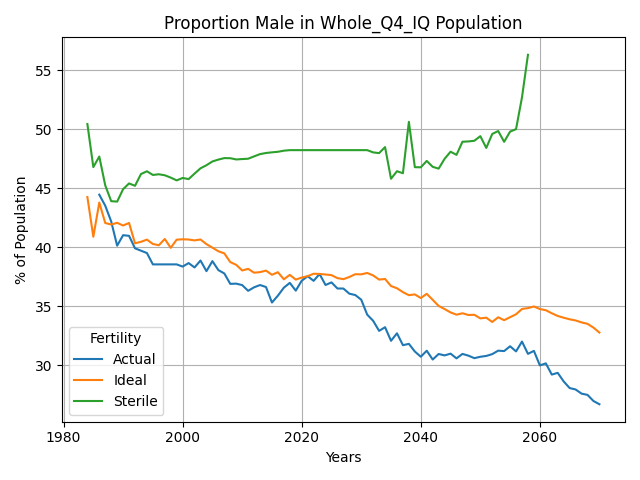 Proportion Male in Whole_Q4_IQ Population
% of Population
55
50
45
40
35
30
Fertility
Actual
Ideal
Sterile
1980
2000
2020
2040
2060
Years